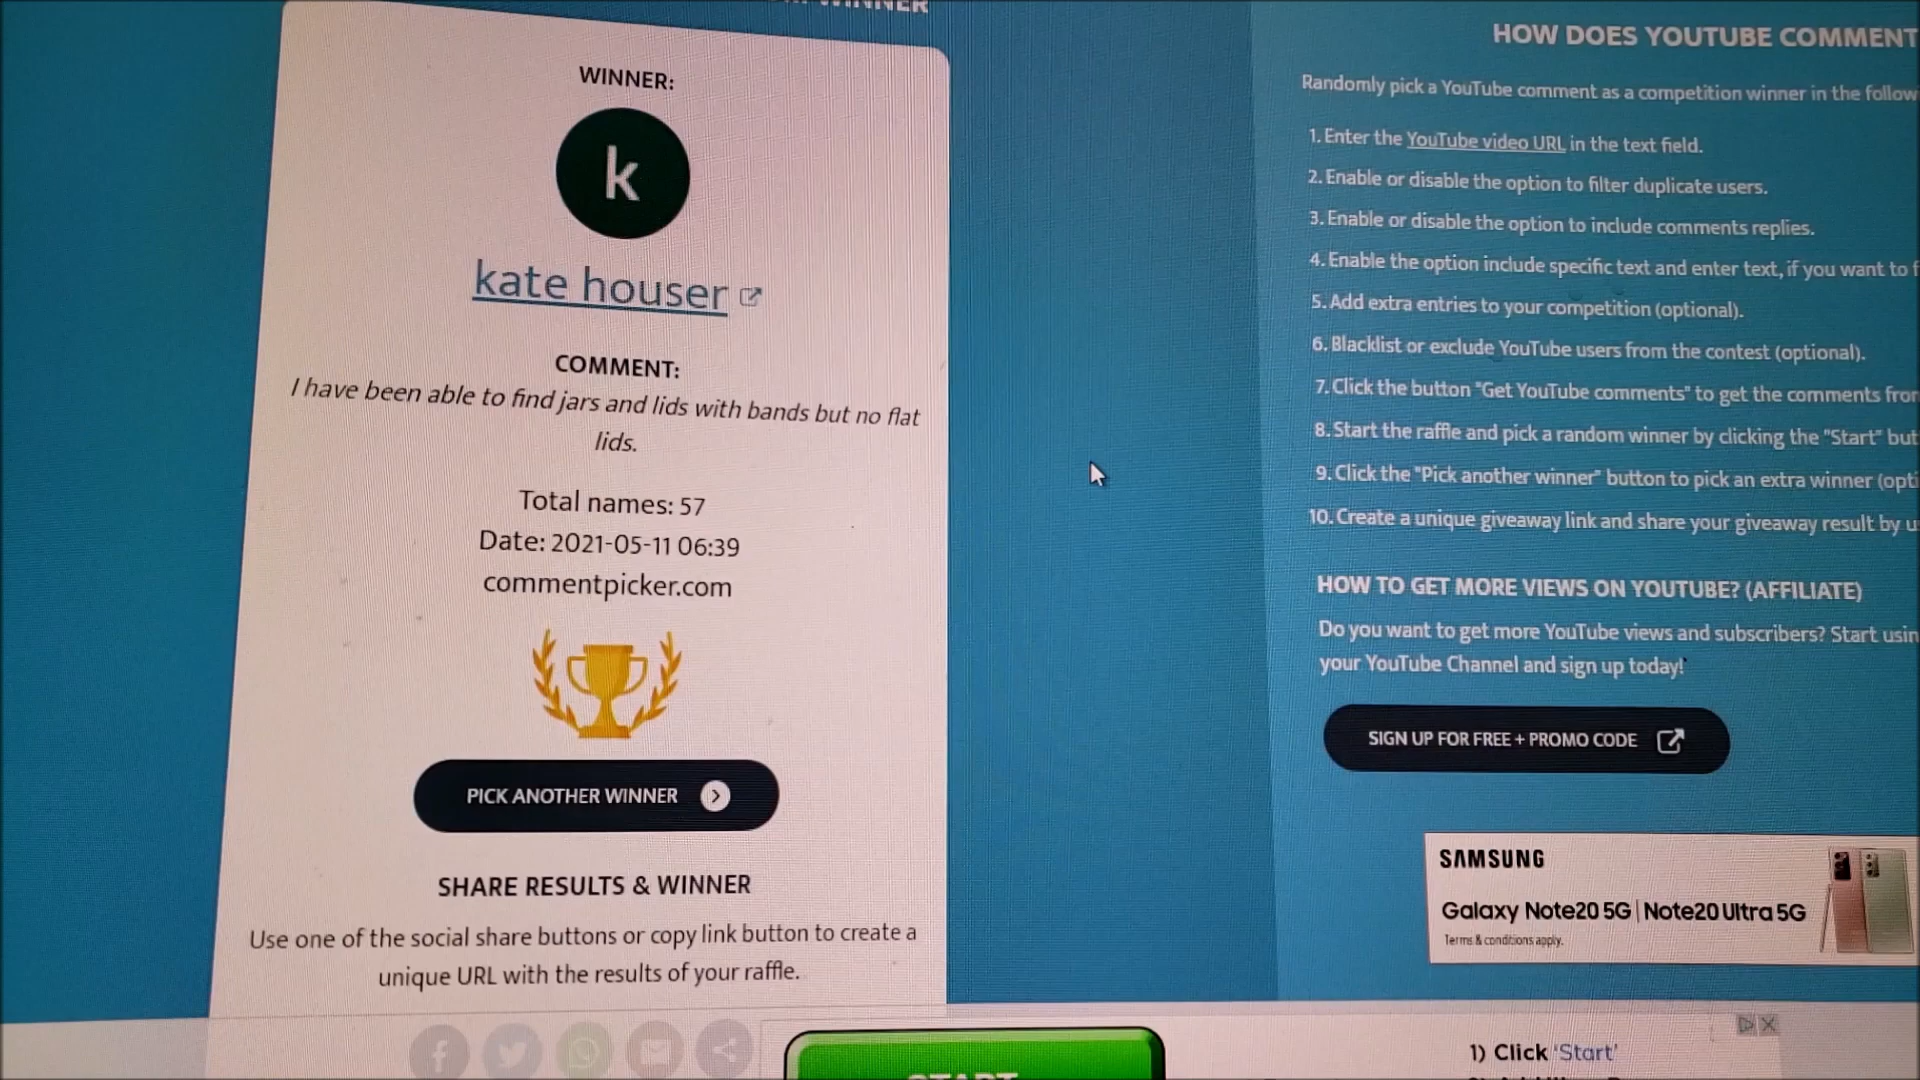 WINNER
WINNER:
k
kate houser
COMMENT:
I have been able to find jars and lids with bands but no flat
lids.
Total names: 57
Date: 2021-05-11 06:39
commentpicker.com
PICK ANOTHER WINNER
SHARE RESULTS & WINNER
Use one of the social share buttons or copy link button to create a
unique URL with the results of your raffle.
HOW DOES YOUTUBE COMMENT
Randomly pick a YouTube comment as a competition winner in the follow
1. Enter the YouTube video URL in the text field.
2. Enable or disable the option to filter duplicate users.
3. Enable or disable the option to include comments replies.
4. Enable the option include specific text and enter text, if you want to f
5. Add extra entries to your competition (optional).
6. Blacklist or exclude YouTube users from the contest (optional).
7. Click the button "Get YouTube comments" to get the comments from
8. Start the raffle and pick a random winner by clicking the "Start" but
9. Click the "Pick another winner" button to pick an extra winner (opti
10. Create a unique giveaway link and share your giveaway result by u
HOW TO GET MORE VIEWS ON YOUTUBE? (AFFILIATE)
Do you want to get more YouTube views and subscribers? Start usin
your YouTube Channel and sign up today!
SIGN UP FOR FREE + PROMO CODE
SAMSUNG
Galaxy Note20 5G | Note20 Ultra 5G
Terms & conditions apply.
START
1) Click 'Start'